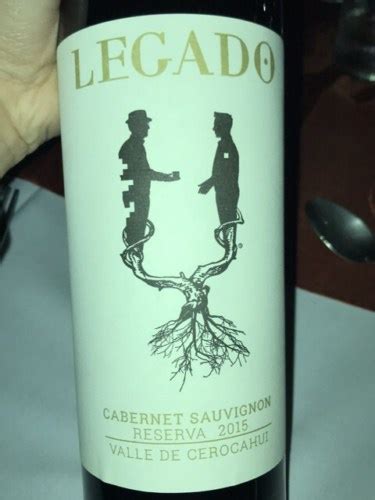 LEGADO
CABERNET SAUVIGNON
RESERVA 2015
VALLE DE CEROCAHUI